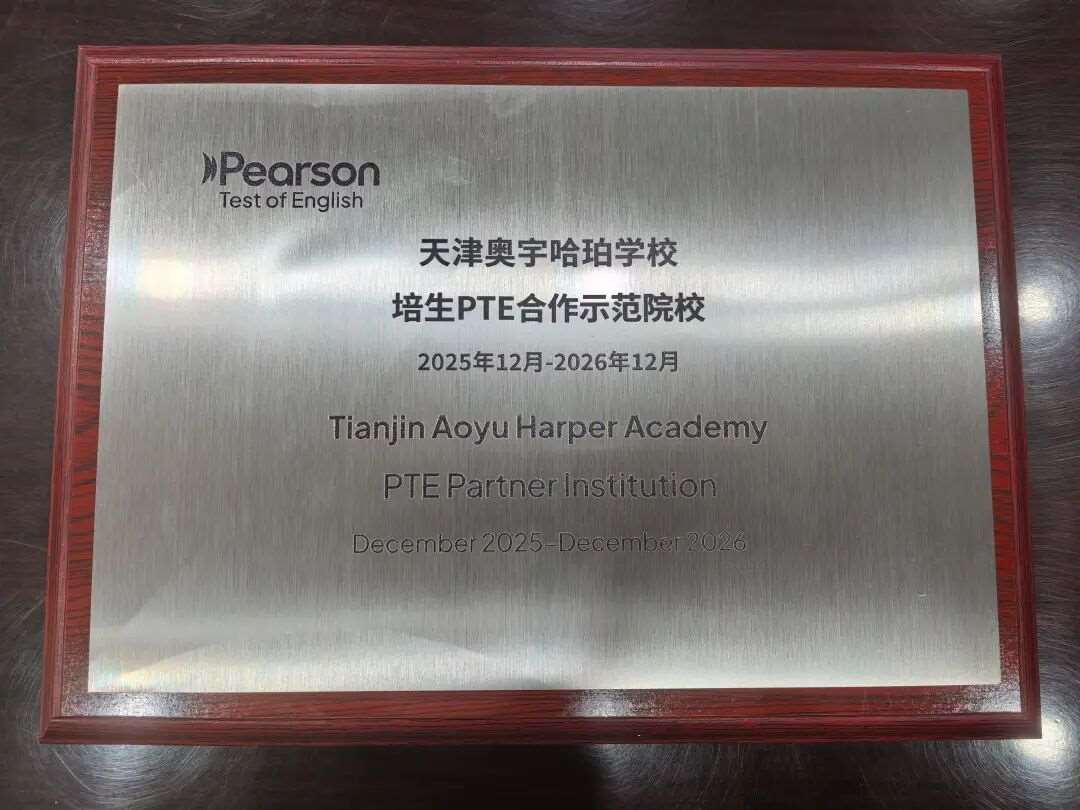 Pearson
Test of English
天津奥宇哈珀学校
培生PTE合作示范院校
2025年12月-2026年12月
Tianjin Aoyu Harper Academy
PTE Partner Institution
December 2025–December 2026